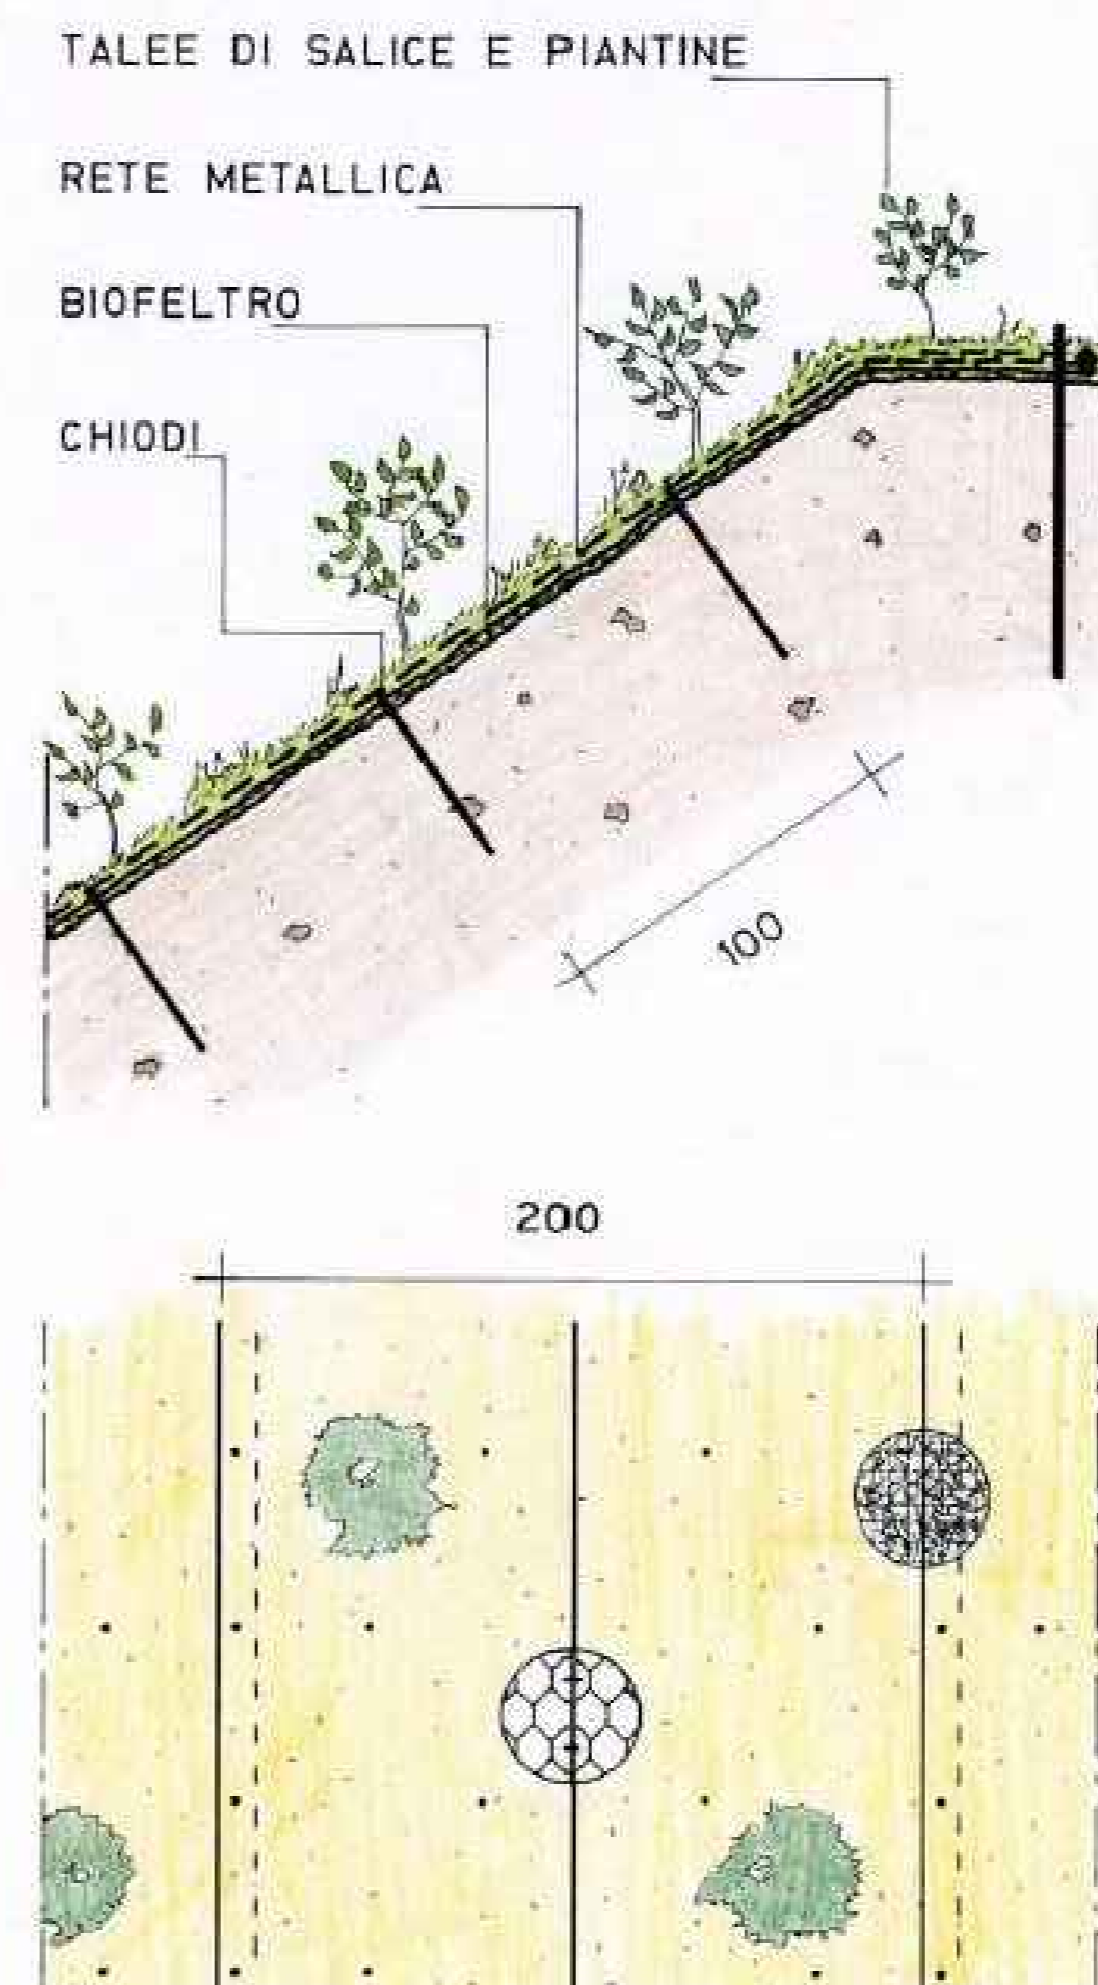 TALEE DI SALICE E PIANTINE
RETE METALLICA
BIOFELTRO
CHIODI
100
200